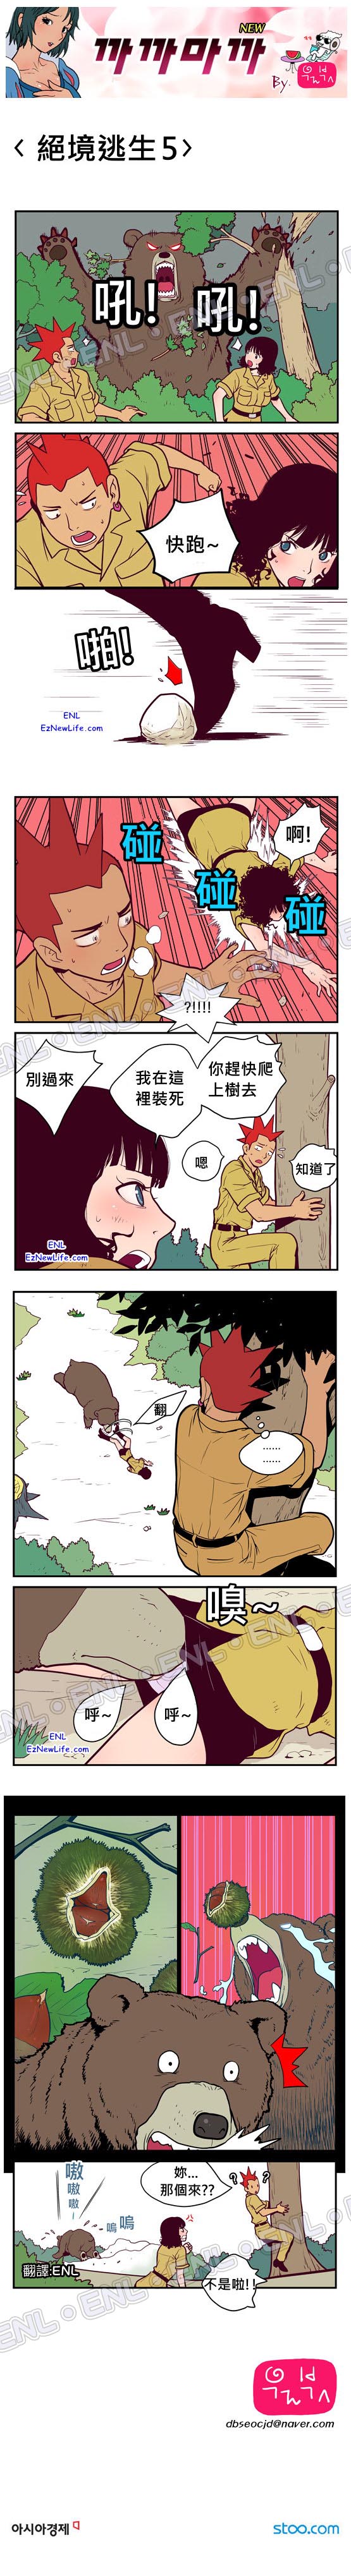 NEW
까까마까
By.
< 絕境逃生5>
吼!
吼!
快跑~
啪!
ENL
EzNewLife.com
碰
碰
碰
啊!
?!!!!
別過來
我在這
裡裝死
你趕快爬
上樹去
嗯
知道了
ENL
EzNewLife.com
翻
......
......
嗅~
呼~
呼~
ENL
EzNewLife.com
嗷
嗷
嗷
嗚
嗚
妳...
那個來??
? ?
不是啦!!
翻譯:ENL
dbseocjd@naver.com
아시아경제
stoo.com